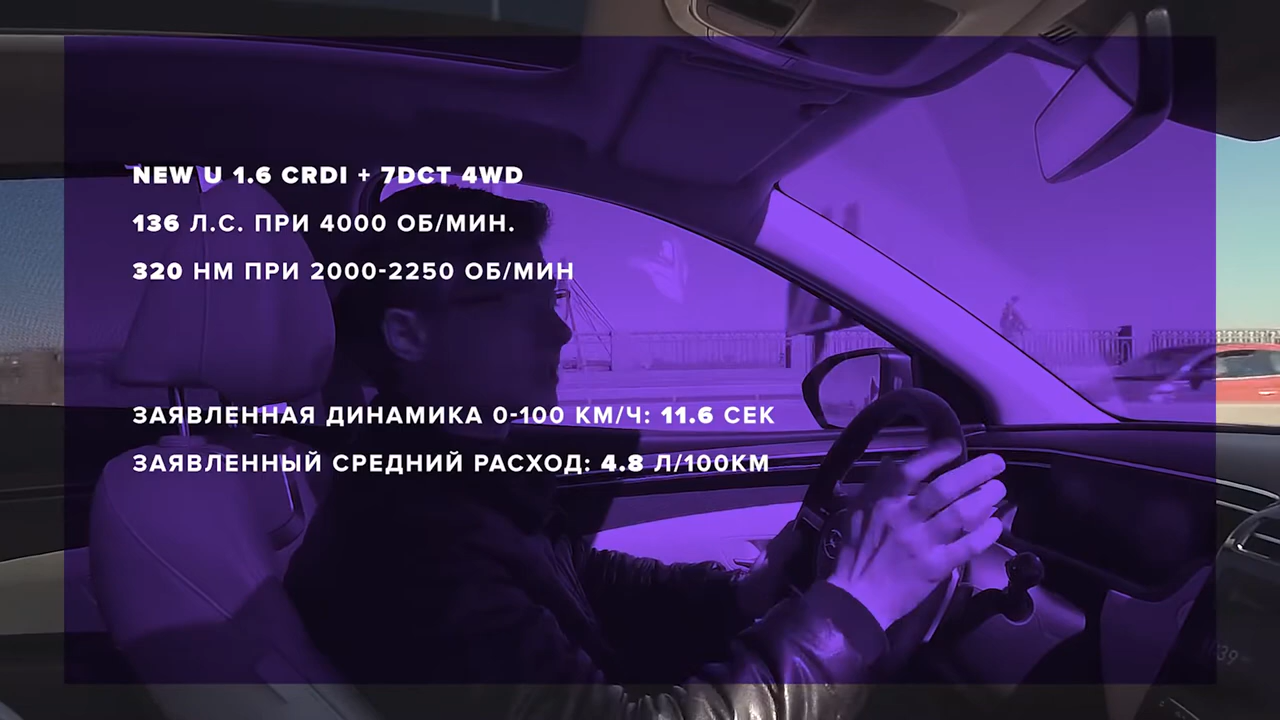 NEW U 1.6 CRDI + 7DCT 4WD
136 Л.С. ПРИ 4000 ОБ/МИН.
320 НМ ПРИ 2000-2250 ОБ/МИН
ЗАЯВЛЕННАЯ ДИНАМИКА 0-100 КМ/Ч: 11.6 СЕК
ЗАЯВЛЕННЫЙ СРЕДНИЙ РАСХОД: 4.8 Л/100КМ